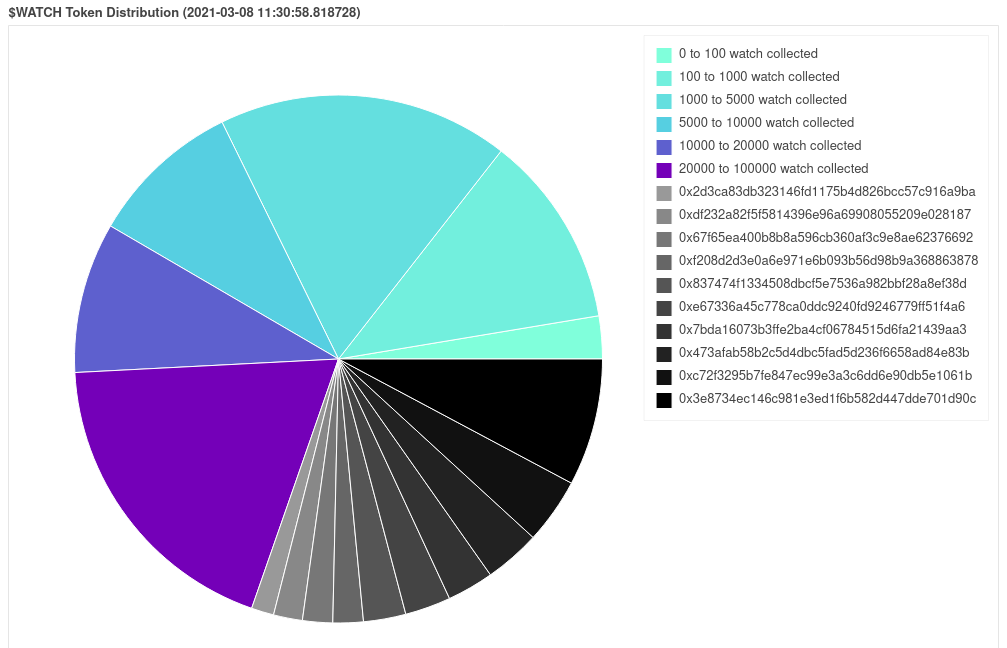 $WATCH Token Distribution (2021-03-08 11:30:58.818728)
0 to 100 watch collected
100 to 1000 watch collected
1000 to 5000 watch collected
5000 to 10000 watch collected
10000 to 20000 watch collected
20000 to 100000 watch collected
0x2d3ca83db323146fd1175b4d826bcc57c916a9ba
0xdf232a82f5f5814396e96a69908055209e028187
0x67f65ea400b8b8a596cb360af3c9e8ae62376692
0xf208d2d3e0a6e971e6b093b56d98b9a368863878
0x837474f1334508dbcf5e7536a982bbf28a8ef38d
0xe67336a45c778ca0ddc9240fd9246779ff51f4a6
0x7bda16073b3ffe2ba4cf06784515d6fa21439aa3
0x473afab58b2c5d4dbc5fad5d236f6658ad84e83b
0xc72f3295b7fe847ec99e3a3c6dd6e90db5e1061b
0x3e8734ec146c981e3ed1f6b582d447dde701d90c